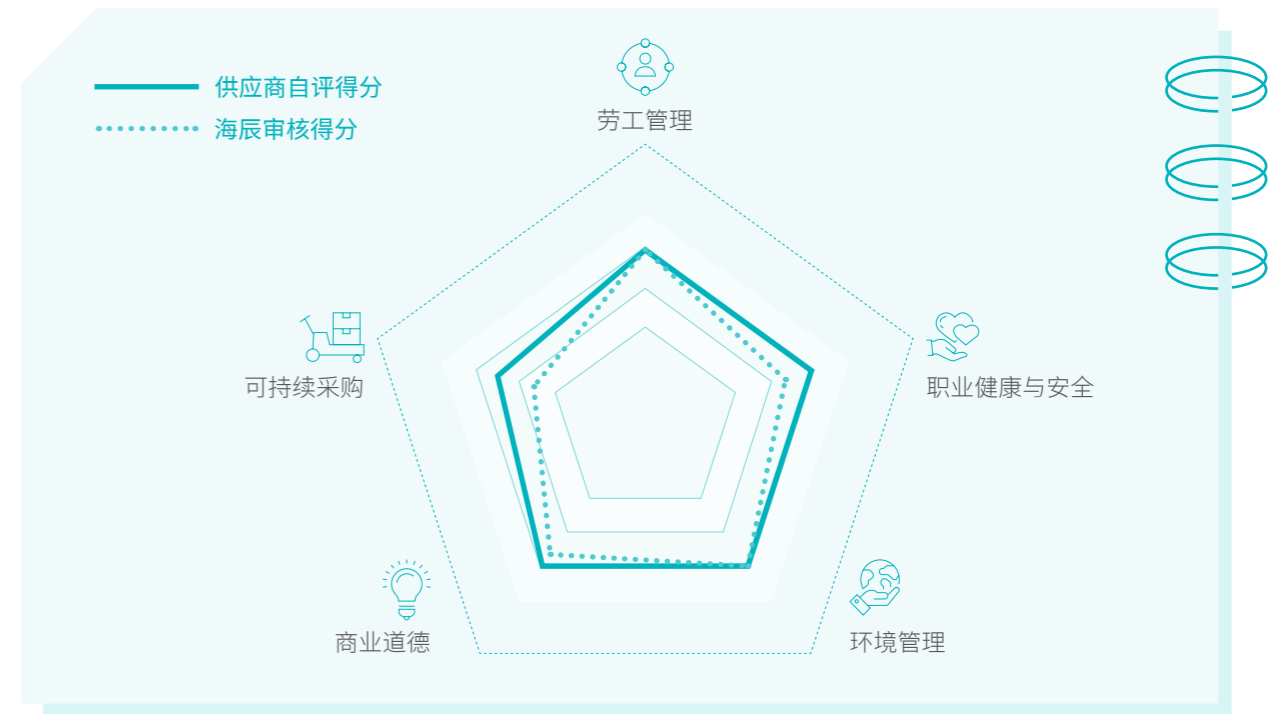 供应商自评得分
海辰审核得分
劳工管理
可持续采购
职业健康与安全
商业道德
环境管理